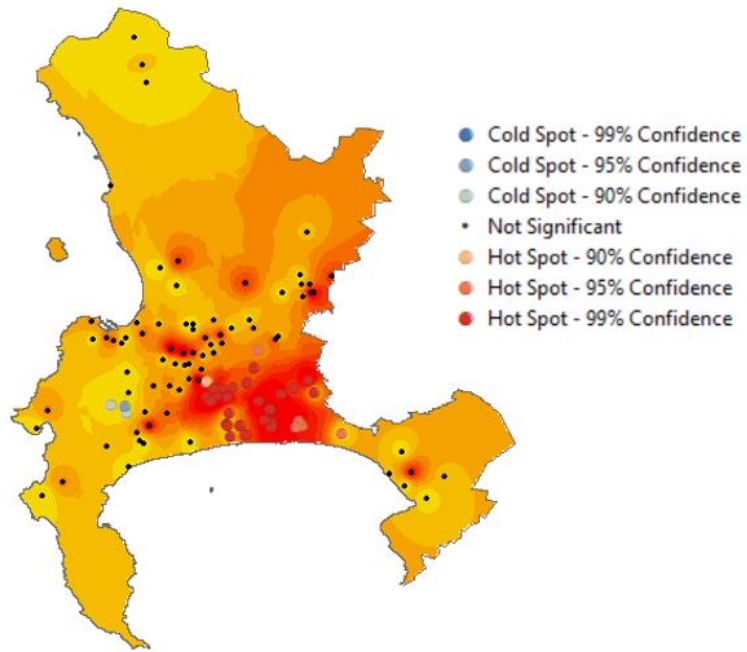 Cold Spot - 99% Confidence
Cold Spot - 95% Confidence
Cold Spot - 90% Confidence
Not Significant
Hot Spot - 90% Confidence
Hot Spot - 95% Confidence
Hot Spot - 99% Confidence